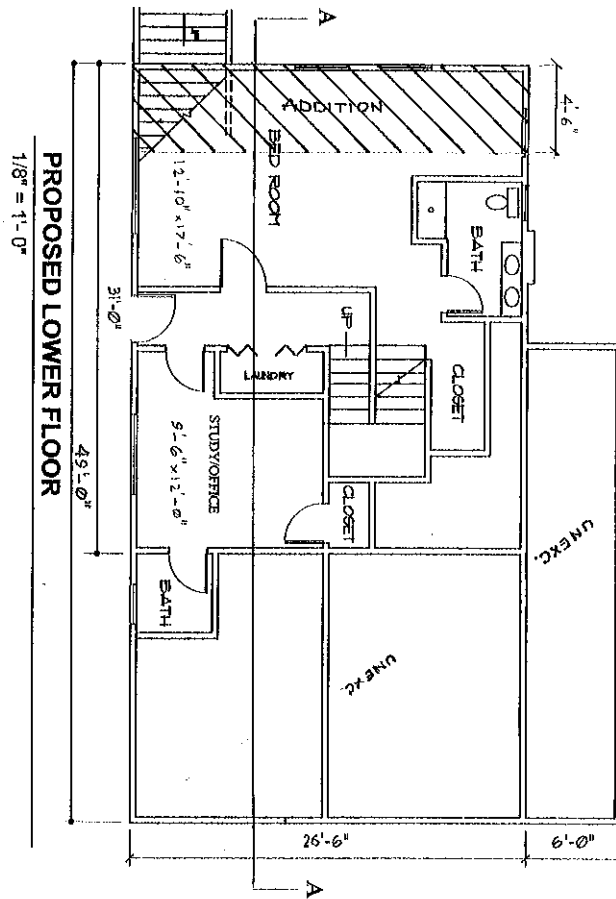 A
ADDITION
4'-6"
BED ROOM
12'-10" x 17'-6"
BATH
UP
CLOSET
LAUNDRY
STUDY/OFFICE
9'-6" x 12'-0"
CLOSET
BATH
UNEXC.
UNEXC.
31'-0"
49'-0"
26'-6"
6'-0"
A
PROPOSED LOWER FLOOR
1/8" = 1'-0"